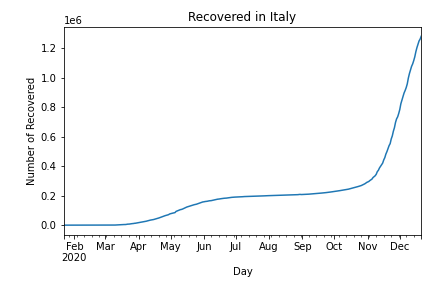 Recovered in Italy
1e6
1.2
1.0
0.8
0.6
0.4
0.2
0.0
Number of Recovered
Feb Mar Apr May Jun Jul Aug Sep Oct Nov Dec
2020
Day